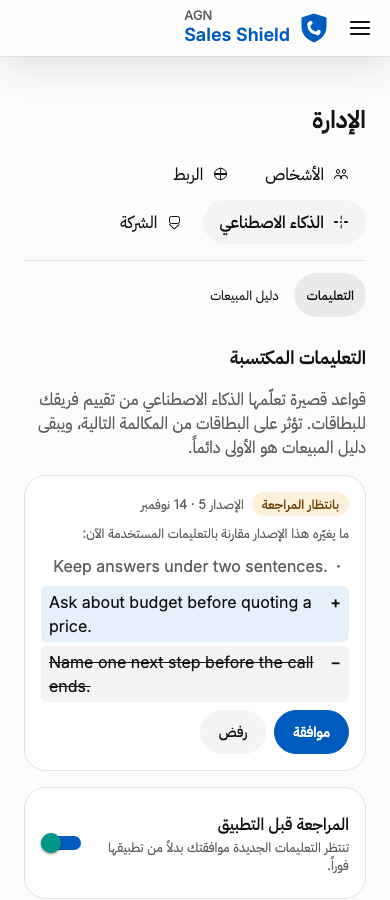 AGN
Sales Shield
الإدارة
الأشخاص
الربط
الذكاء الاصطناعي
الشركة
التعليمات
دليل المبيعات
التعليمات المكتسبة
قواعد قصيرة تعلّمها الذكاء الاصطناعي من تقييم فريقك
للبطاقات. تؤثر على البطاقات من المكالمة التالية، ويبقى
دليل المبيعات هو الأولى دائماً.
بانتظار المراجعة
الإصدار 5 · 14 نوفمبر
ما يغيّره هذا الإصدار مقارنة بالتعليمات المستخدمة الآن:
· Keep answers under two sentences.
+ Ask about budget before quoting a
price.
− Name one next step before the call
ends.
موافقة
رفض
المراجعة قبل التطبيق
تنتظر التعليمات الجديدة موافقتك بدلاً من تطبيقها
فوراً.